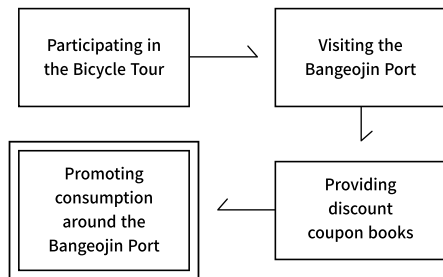 Participating in
the Bicycle Tour
Visiting the
Bangeojin Port
Providing
discount
coupon books
Promoting
consumption
around the
Bangeojin Port